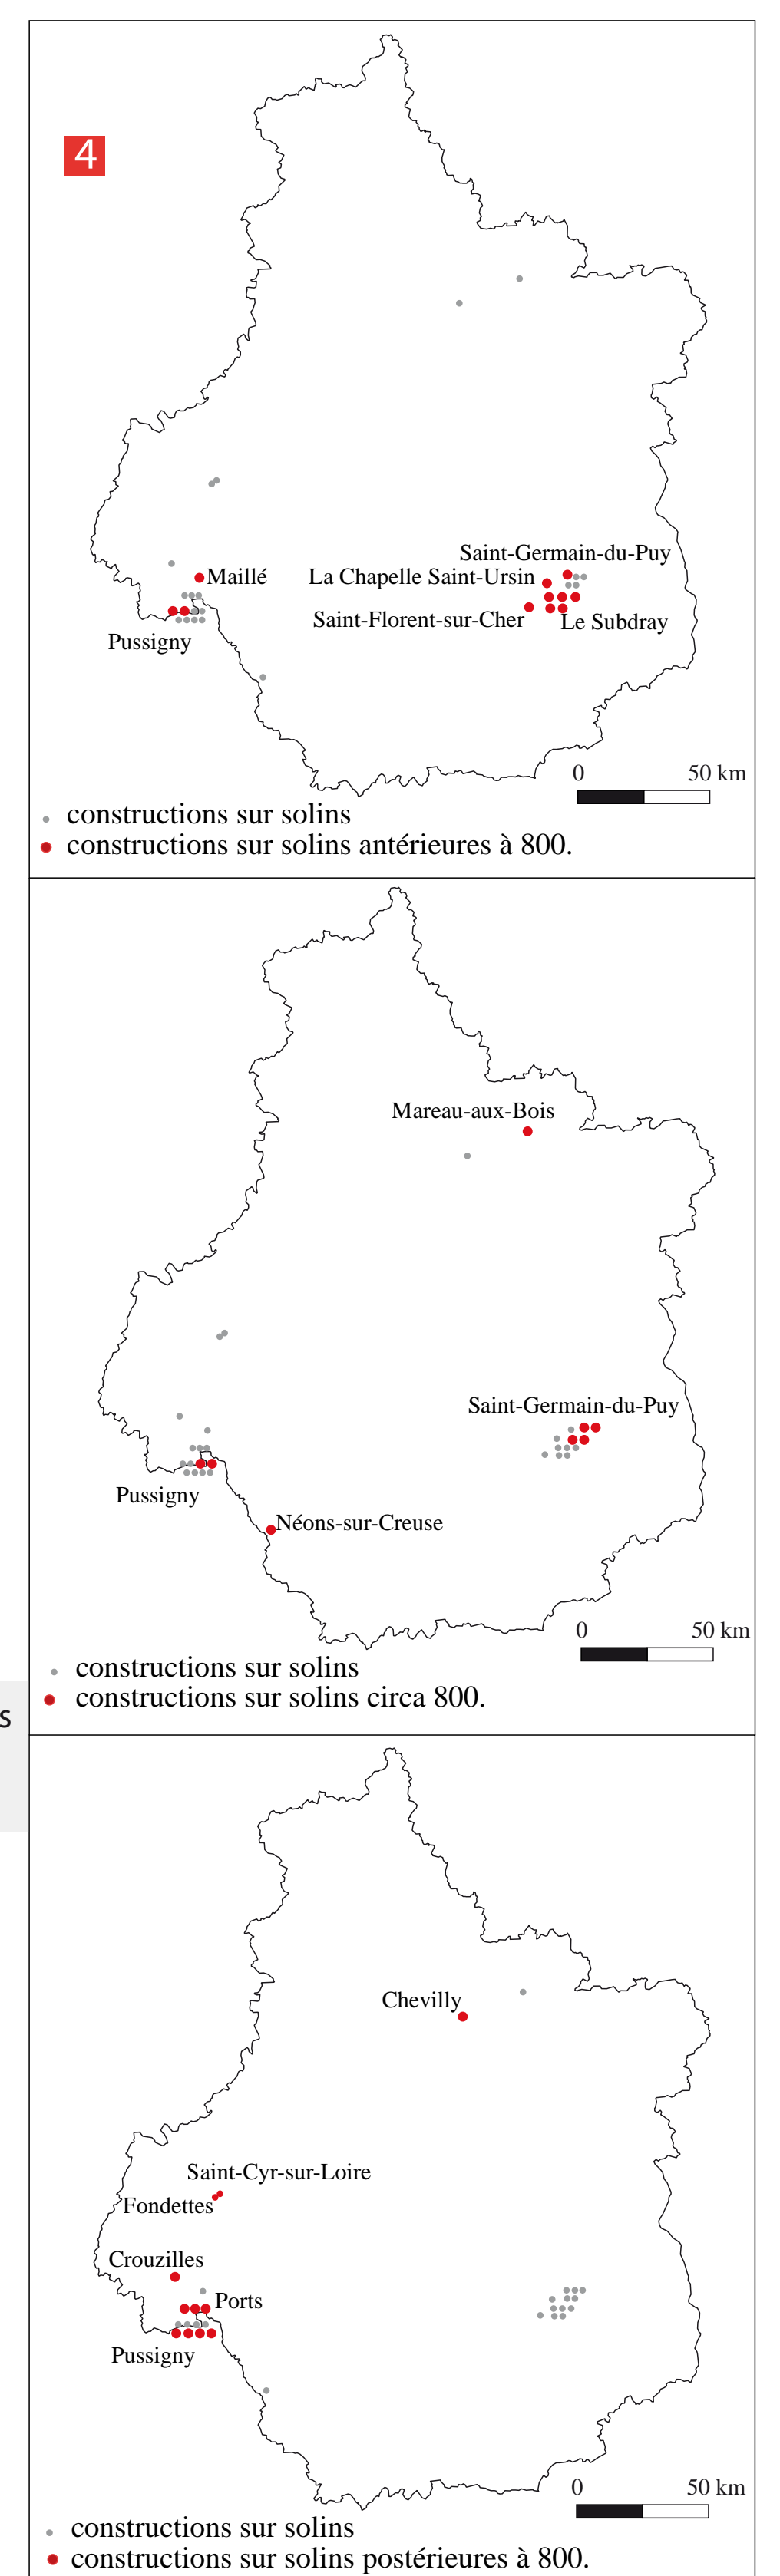 4
Saint-Germain-du-Puy
Maillé
La Chapelle Saint-Ursin
Saint-Florent-sur-Cher
Le Subdray
Pussigny
0 50 km
constructions sur solins
constructions sur solins antérieures à 800.
Mareau-aux-Bois
Saint-Germain-du-Puy
Pussigny
Néons-sur-Creuse
0 50 km
constructions sur solins
constructions sur solins circa 800.
s
Chevilly
Saint-Cyr-sur-Loire
Fondettes
Crouzilles
Ports
Pussigny
0 50 km
constructions sur solins
constructions sur solins postérieures à 800.